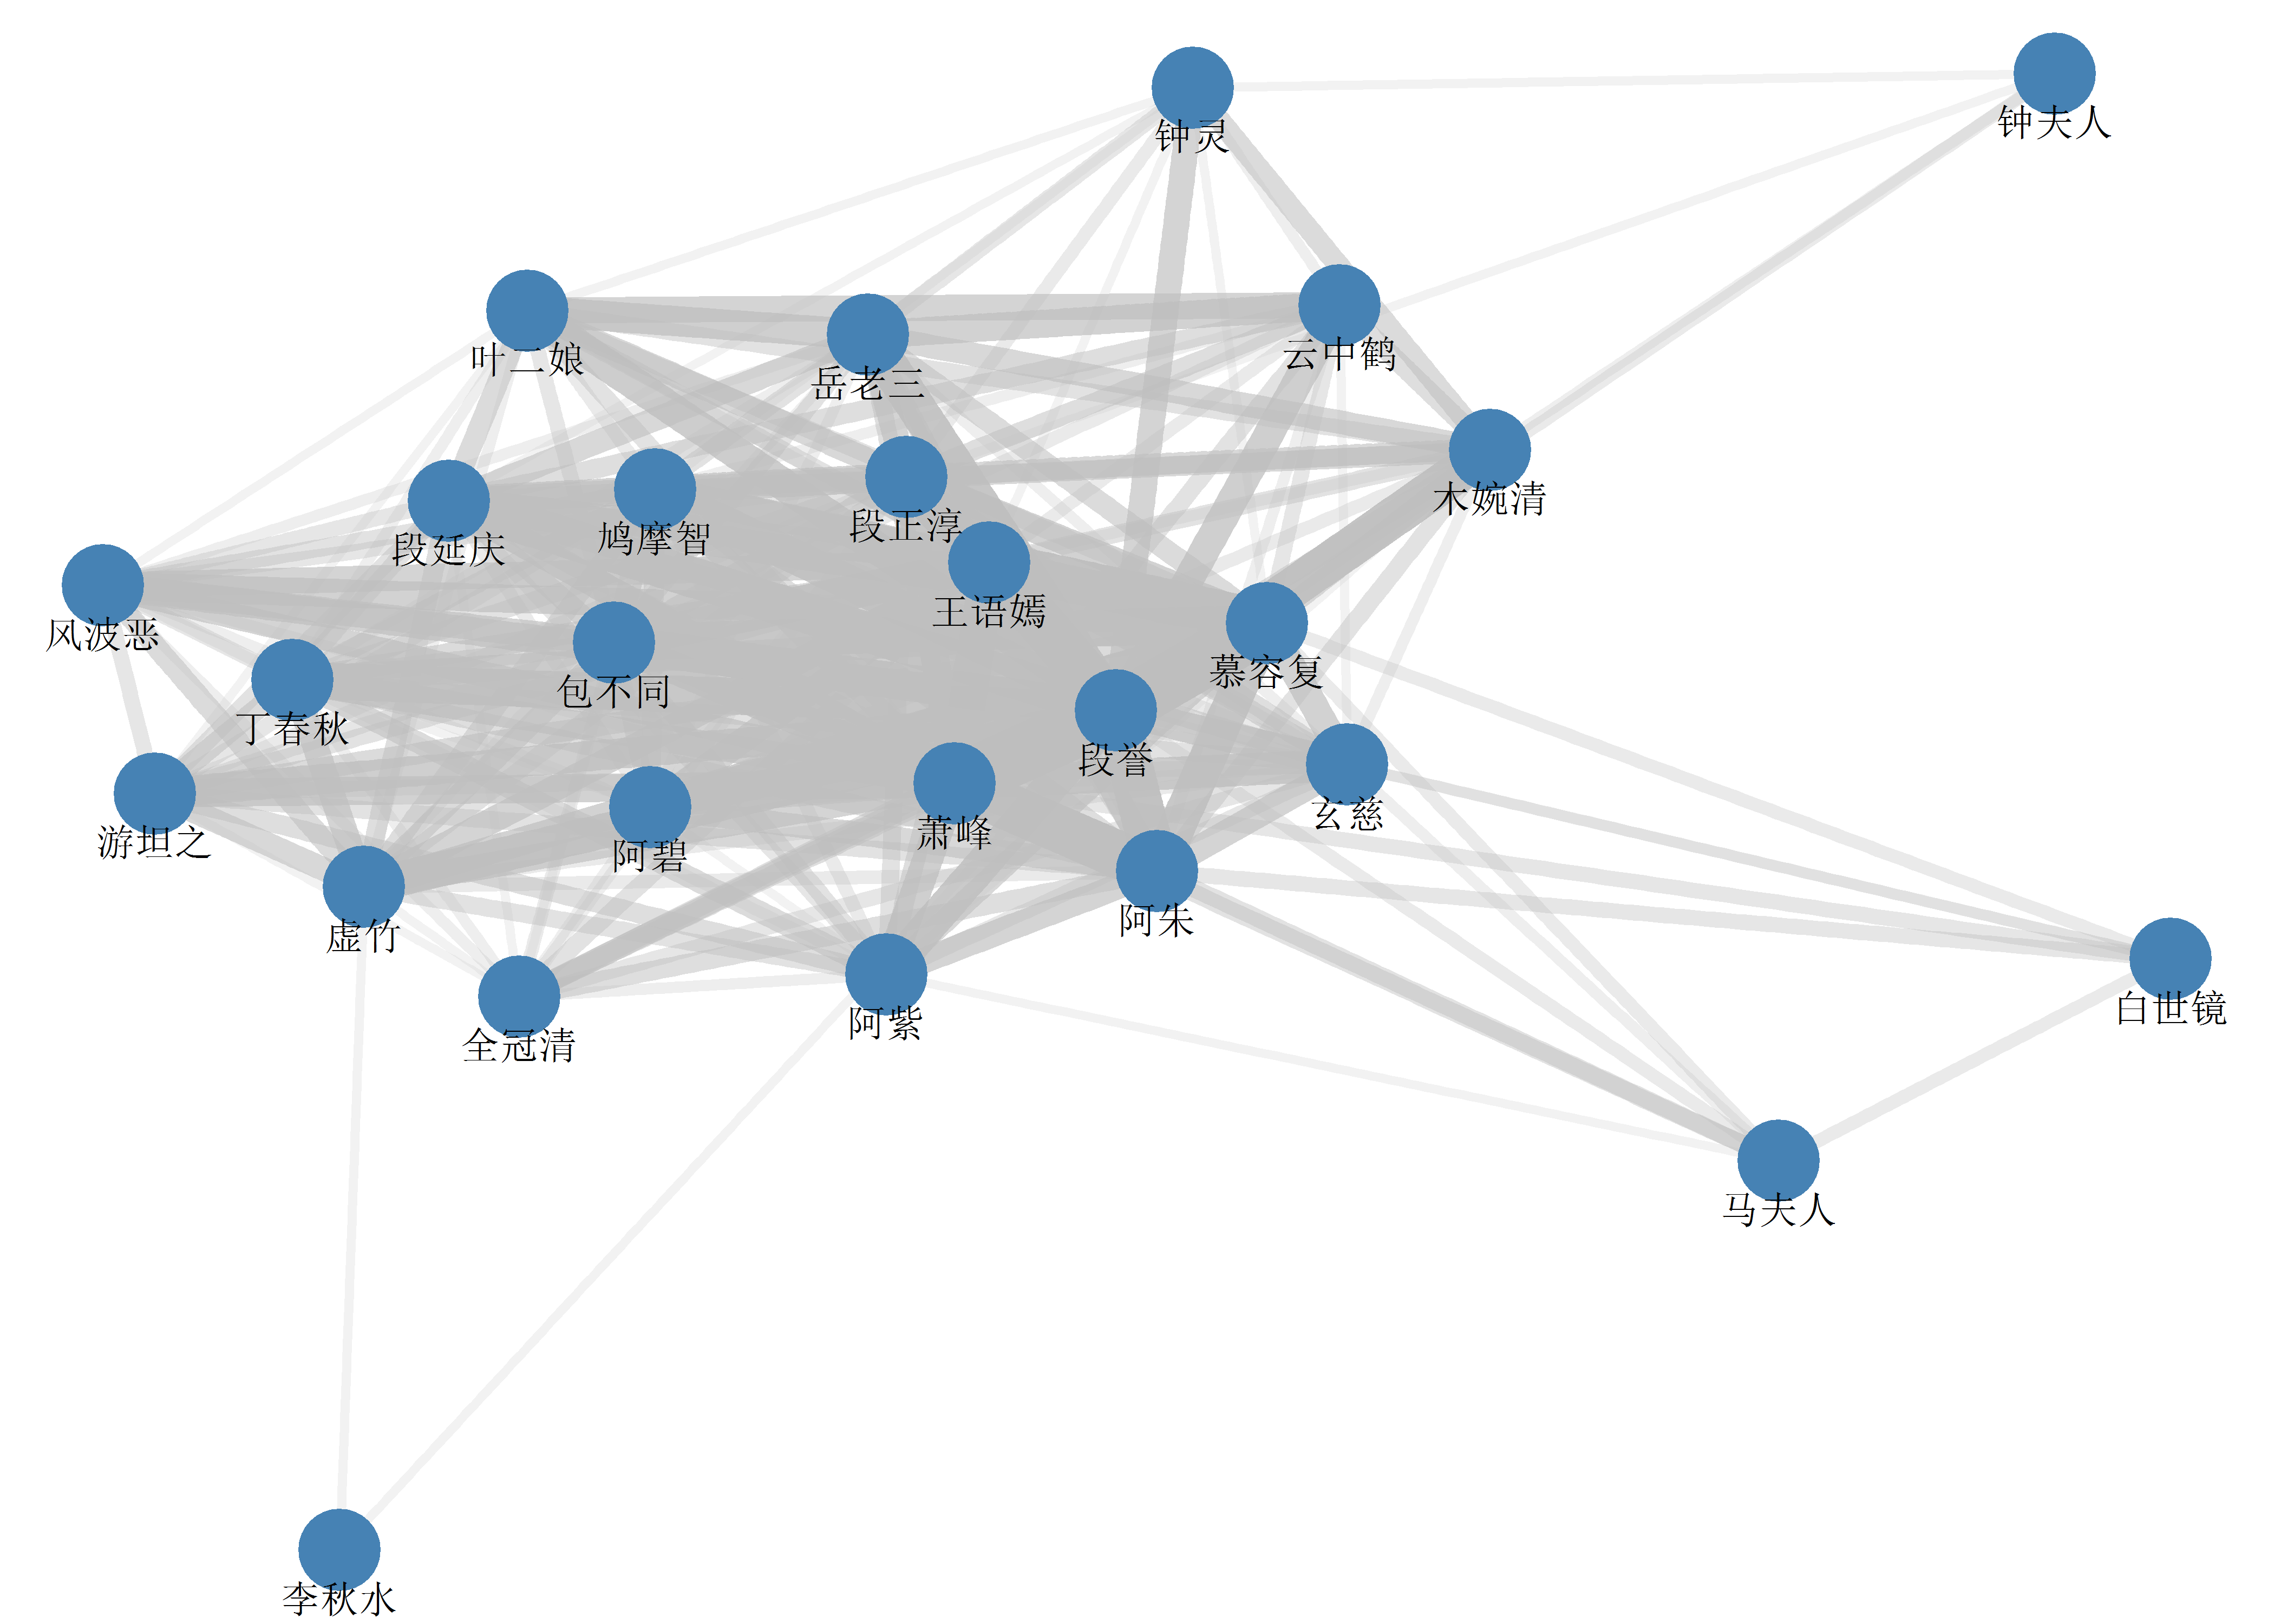 钟夫人
钟灵
云中鹤
叶二娘
岳老三
木婉清
段正淳
鸠摩智
段延庆
王语嫣
风波恶
慕容复
包不同
丁春秋
段誉
玄慈
萧峰
游坦之
阿碧
阿朱
虚竹
白世镜
阿紫
全冠清
马夫人
李秋水